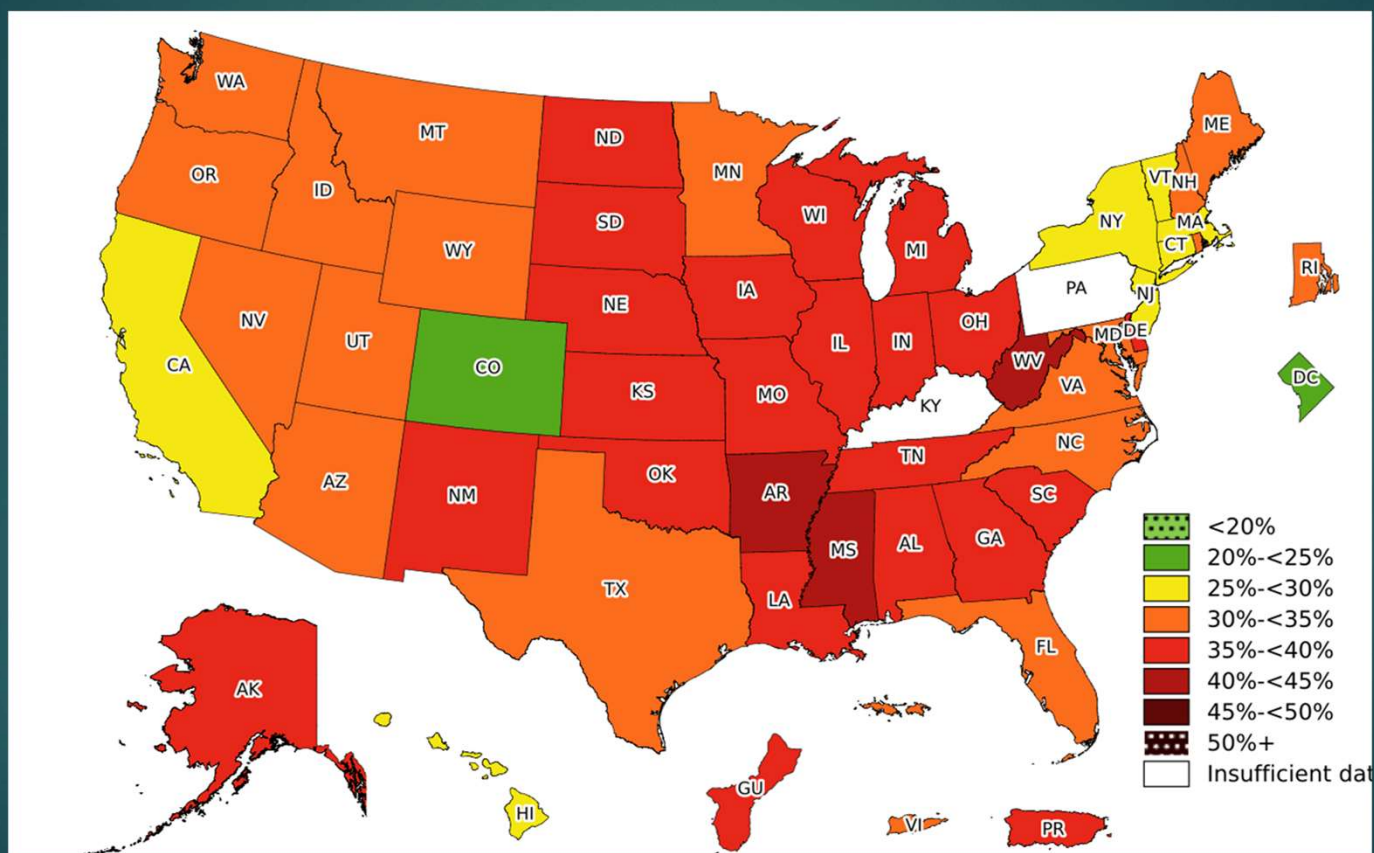 WA
MT
ND
MN
ME
OR
ID
SD
WI
VT
NH
NY
MA
WY
MI
CT
NE
IA
PA
RI
NV
UT
CO
IL
IN
OH
NJ
MD
DE
CA
WV
DC
KS
MO
KY
VA
AZ
NM
OK
TN
NC
AR
SC
MS
AL
GA
TX
LA
FL
AK
HI
GU
VI
PR
<20%
20%-<25%
25%-<30%
30%-<35%
35%-<40%
40%-<45%
45%-<50%
50%+
Insufficient dat